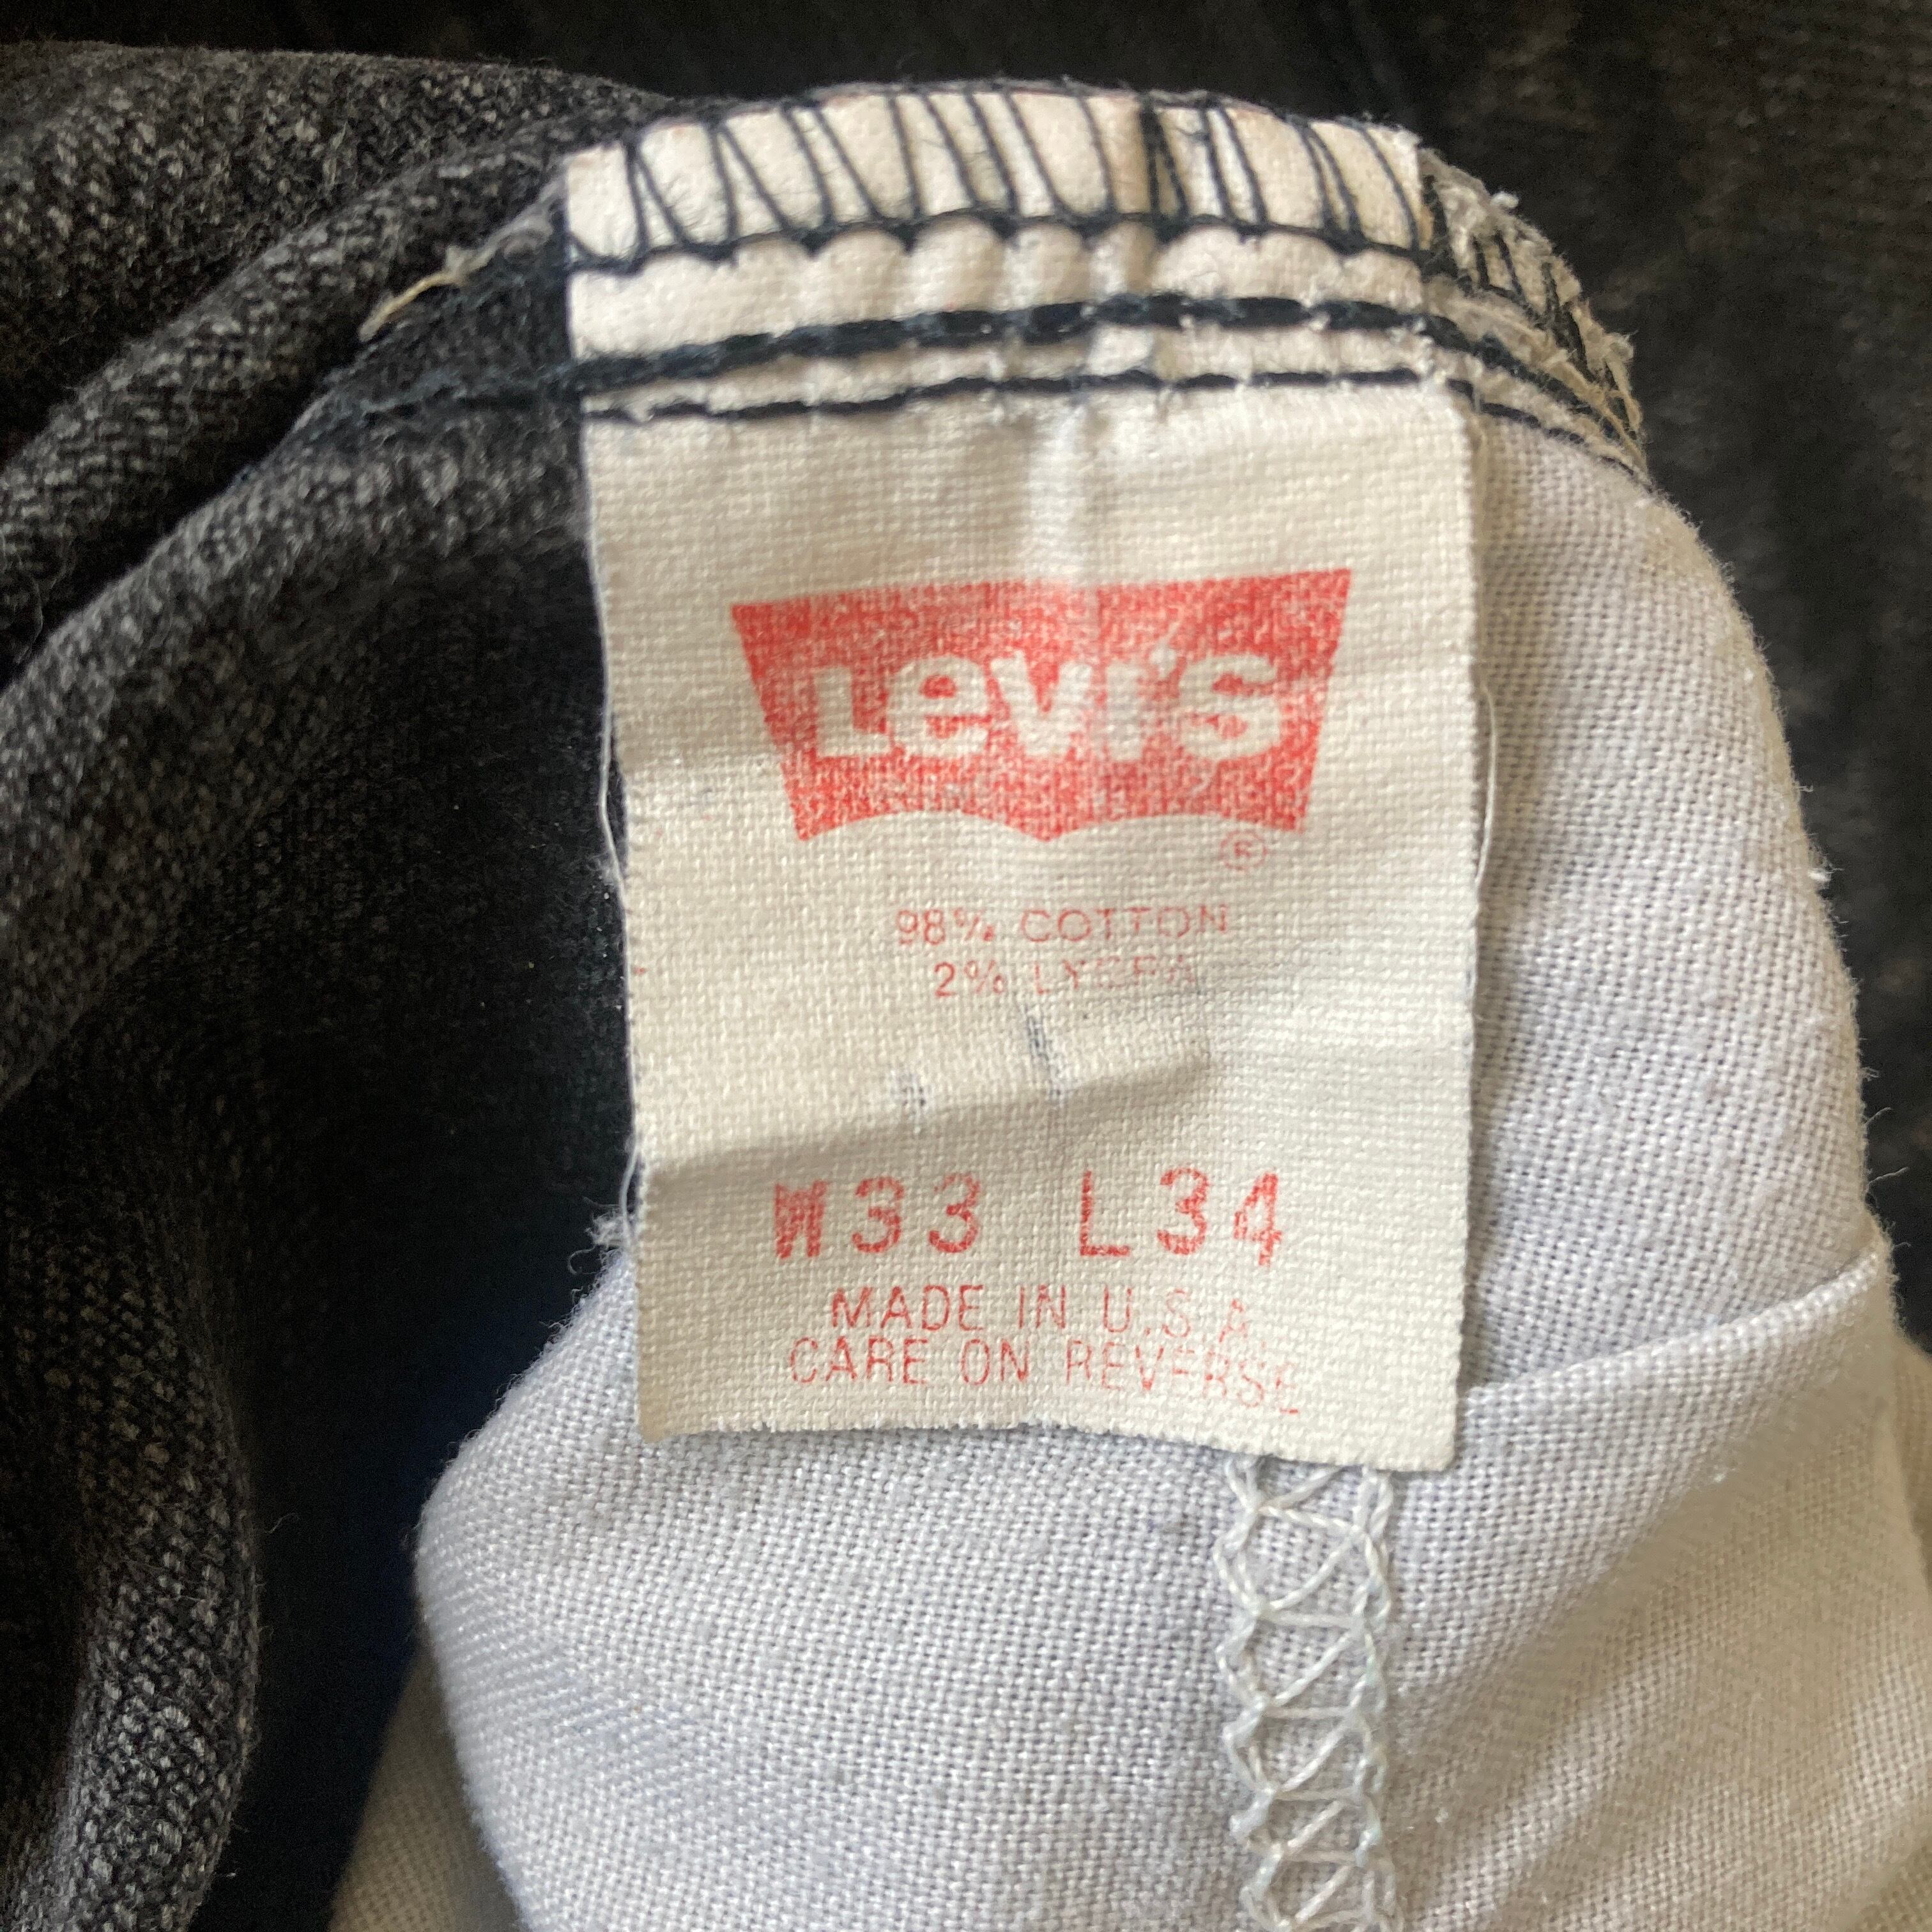 Levi's
®
98% COTTON
2% LYCRA
W33 L34
MADE IN U.S.A.
CARE ON REVERSE